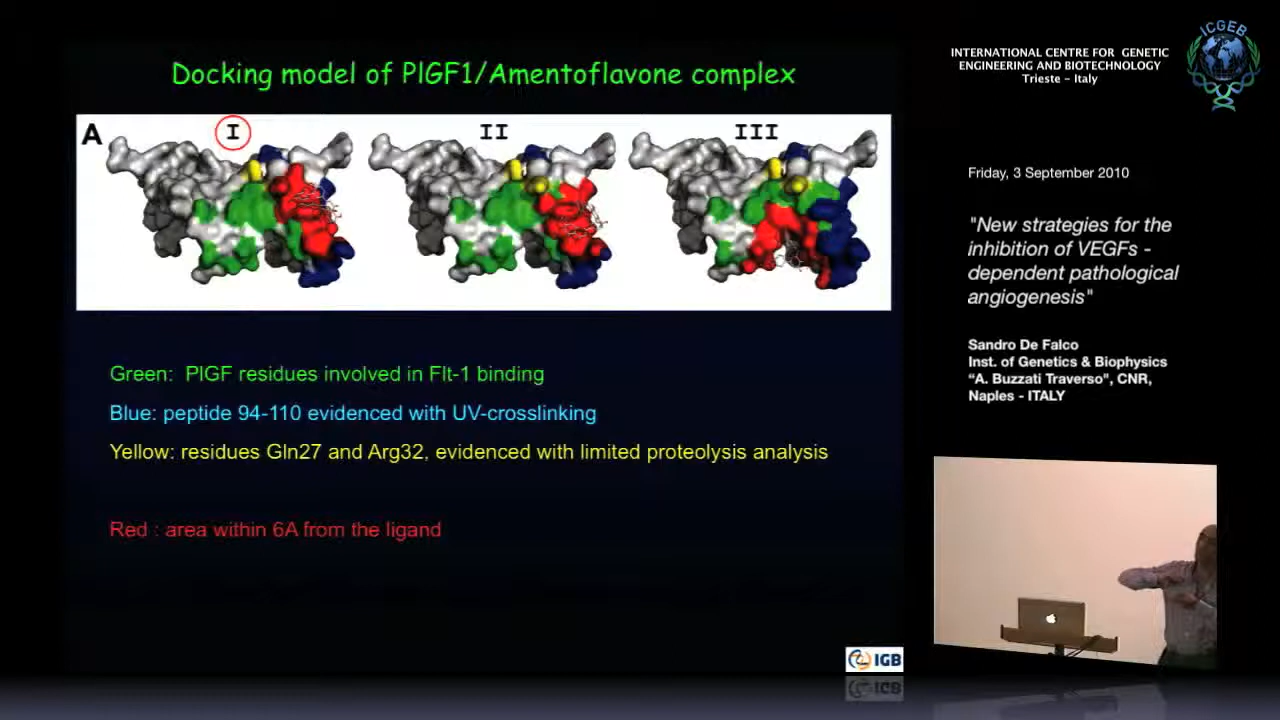 Docking model of PlGF1/Amentoflavone complex
A
I
II
III
Green: PlGF residues involved in Flt-1 binding
Blue: peptide 94-110 evidenced with UV-crosslinking
Yellow: residues Gln27 and Arg32, evidenced with limited proteolysis analysis
Red : area within 6A from the ligand
IGB
ICGEB
INTERNATIONAL CENTRE FOR GENETIC
ENGINEERING AND BIOTECHNOLOGY
Trieste - Italy
Friday, 3 September 2010
"New strategies for the
inhibition of VEGFs -
dependent pathological
angiogenesis"
Sandro De Falco
Inst. of Genetics & Biophysics
“A. Buzzati Traverso", CNR,
Naples - ITALY